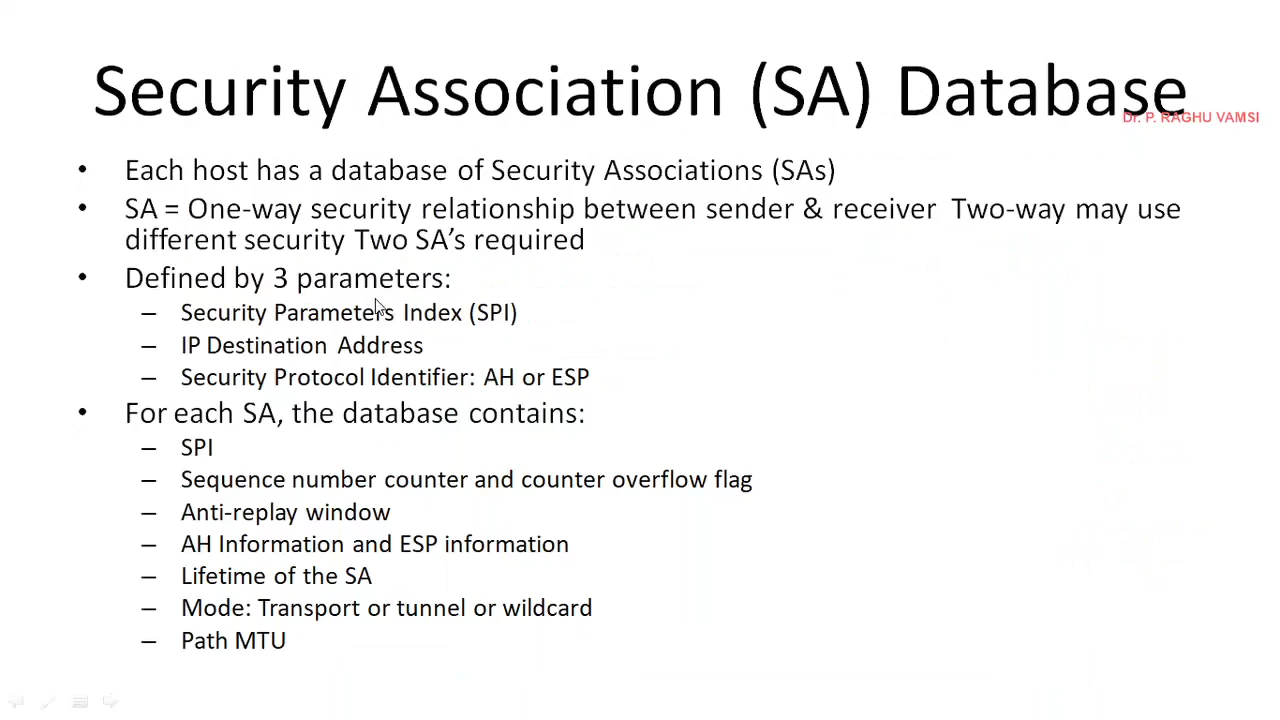 Security Association (SA) Database
Dr. P. RAGHU VAMSI
• Each host has a database of Security Associations (SAs)
• SA = One-way security relationship between sender & receiver Two-way may use
different security Two SA’s required
• Defined by 3 parameters:
– Security Parameters Index (SPI)
– IP Destination Address
– Security Protocol Identifier: AH or ESP
• For each SA, the database contains:
– SPI
– Sequence number counter and counter overflow flag
– Anti-replay window
– AH Information and ESP information
– Lifetime of the SA
– Mode: Transport or tunnel or wildcard
– Path MTU